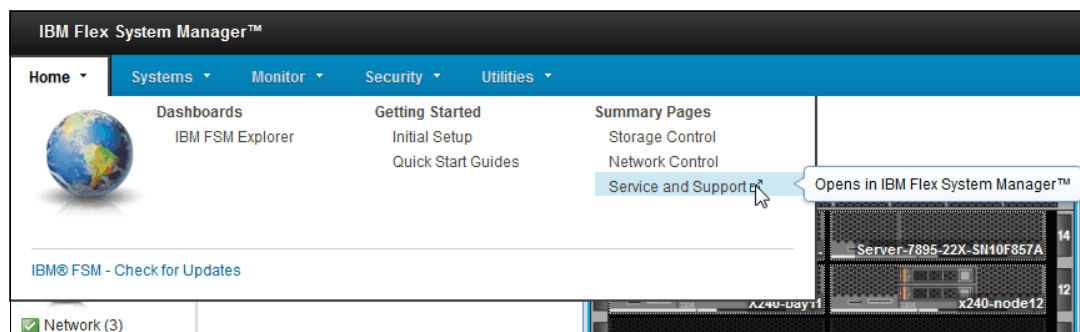 IBM Flex System Manager™
Home Systems Monitor Security Utilities
Dashboards Getting Started Summary Pages
IBM FSM Explorer Initial Setup Storage Control
Quick Start Guides Network Control
Service and Support Opens in IBM Flex System Manager™
14
Server-7895-22X-SN10F857A
IBM® FSM - Check for Updates
12
x240-bay11 x240-node12
Network (3)